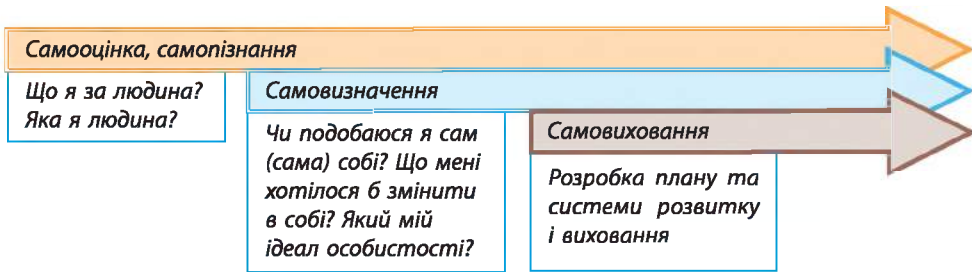 Самооцінка, самопізнання
Що я за людина?
Яка я людина?
Самовизначення
Чи подобаюся я сам
(сама) собі? Що мені
хотілося б змінити
в собі? Який мій
ідеал особистості?
Самовиховання
Розробка плану та
системи розвитку
і виховання